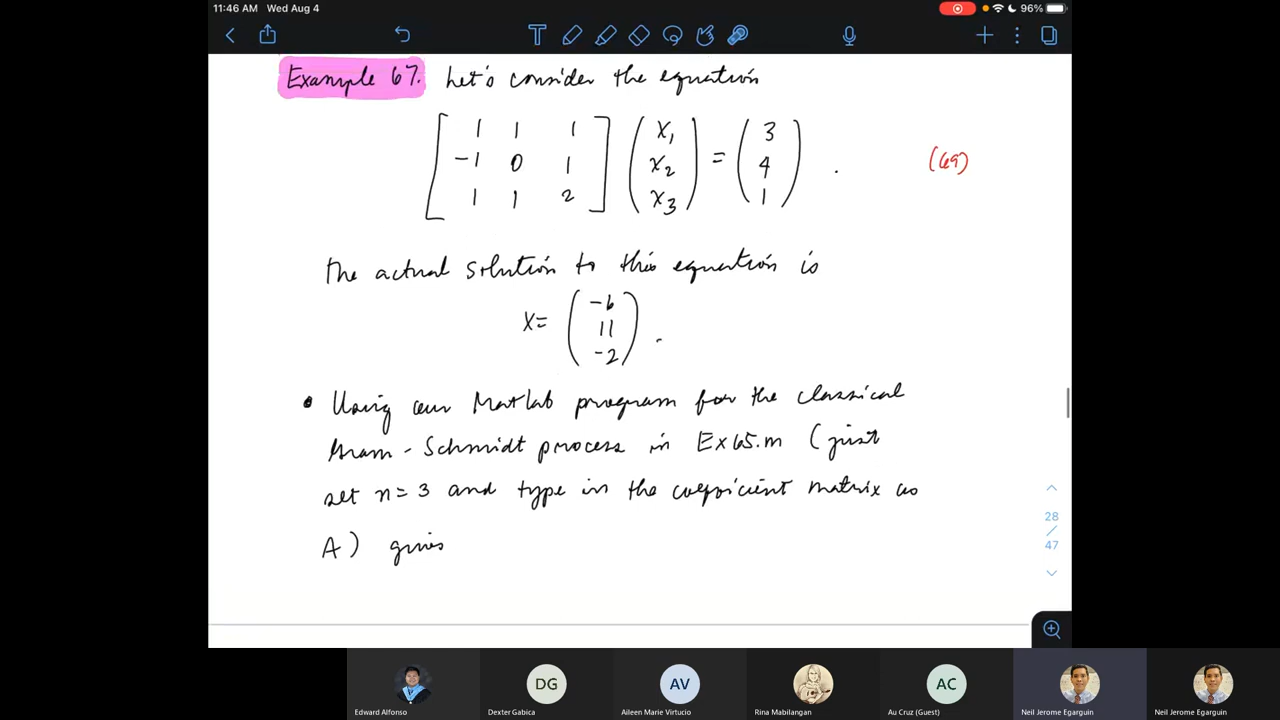 11:46 AM Wed Aug 4
96%
Example 67. Let's consider the equation
[ 1 1 1 ; -1 0 1 ; 1 1 2 ] ( x₁ ; x₂ ; x₃ ) = ( 3 ; 4 ; 1 ) . (69)
The actual solution to this equation is
x = ( -6 ; 11 ; -2 ) .
• Using our Matlab program for the classical
Gram-Schmidt process in Ex65.m (just
set n=3 and type in the coefficient matrix as
A) gives
28
/
47
DG
AV
AC
Edward Alfonso
Dexter Gabica
Aileen Marie Virtucio
Rina Mabilangan
Au Cruz (Guest)
Neil Jerome Egarguin
Neil Jerome Egarguin